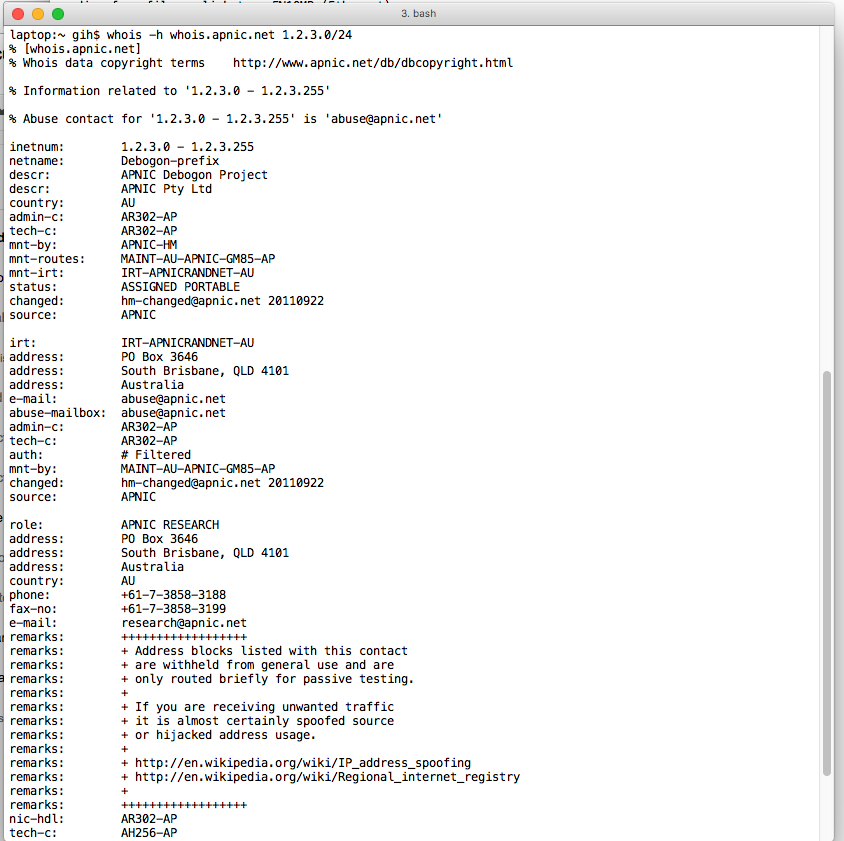 3. bash
laptop:~ gih$ whois -h whois.apnic.net 1.2.3.0/24
% [whois.apnic.net]
% Whois data copyright terms    http://www.apnic.net/db/dbcopyright.html

% Information related to '1.2.3.0 - 1.2.3.255'

% Abuse contact for '1.2.3.0 - 1.2.3.255' is 'abuse@apnic.net'

inetnum:        1.2.3.0 - 1.2.3.255
netname:        Debogon-prefix
descr:          APNIC Debogon Project
descr:          APNIC Pty Ltd
country:        AU
admin-c:        AR302-AP
tech-c:         AR302-AP
mnt-by:         APNIC-HM
mnt-routes:     MAINT-AU-APNIC-GM85-AP
mnt-irt:        IRT-APNICRANDNET-AU
status:         ASSIGNED PORTABLE
changed:        hm-changed@apnic.net 20110922
source:         APNIC

irt:            IRT-APNICRANDNET-AU
address:        PO Box 3646
address:        South Brisbane, QLD 4101
address:        Australia
e-mail:         abuse@apnic.net
abuse-mailbox:  abuse@apnic.net
admin-c:        AR302-AP
tech-c:         AR302-AP
auth:           # Filtered
mnt-by:         MAINT-AU-APNIC-GM85-AP
changed:        hm-changed@apnic.net 20110922
source:         APNIC

role:           APNIC RESEARCH
address:        PO Box 3646
address:        South Brisbane, QLD 4101
address:        Australia
country:        AU
phone:          +61-7-3858-3188
fax-no:         +61-7-3858-3199
e-mail:         research@apnic.net
remarks:        ++++++++++++++++++
remarks:        + Address blocks listed with this contact
remarks:        + are withheld from general use and are
remarks:        + only routed briefly for passive testing.
remarks:        +
remarks:        + If you are receiving unwanted traffic
remarks:        + it is almost certainly spoofed source
remarks:        + or hijacked address usage.
remarks:        +
remarks:        + http://en.wikipedia.org/wiki/IP_address_spoofing
remarks:        + http://en.wikipedia.org/wiki/Regional_internet_registry
remarks:        +
remarks:        ++++++++++++++++++
nic-hdl:        AR302-AP
tech-c:         AH256-AP